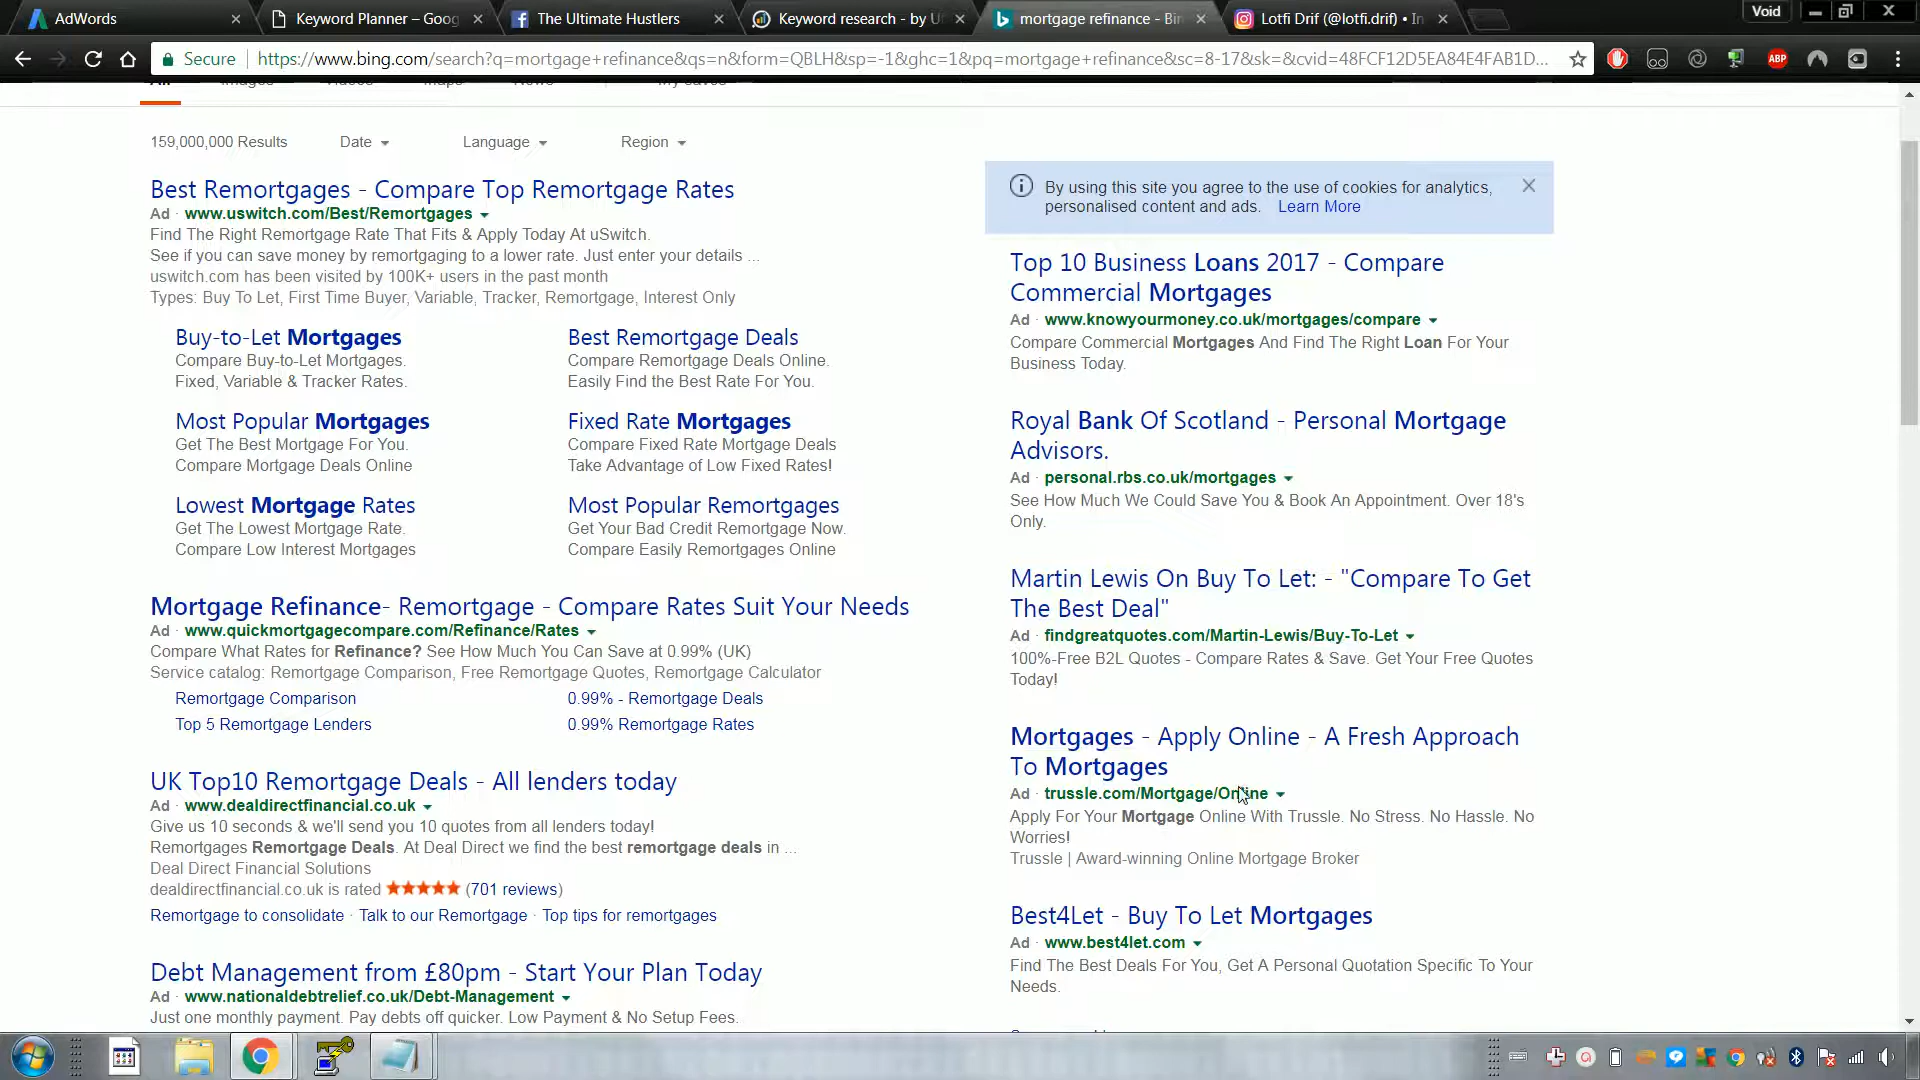 AdWords
Keyword Planner – Goog
The Ultimate Hustlers
Keyword research - by U
mortgage refinance - Bin
Lotfi Drif (@lotfi.drif) • In
Void
Secure
https://www.bing.com/search?q=mortgage+refinance&qs=n&form=QBLH&sp=-1&ghc=1&pq=mortgage+refinance&sc=8-17&sk=&cvid=48FCF12D5EA84E4FAB1D...
ABP
159,000,000 Results
Date
Language
Region
Best Remortgages - Compare Top Remortgage Rates
Ad · www.uswitch.com/Best/Remortgages
Find The Right Remortgage Rate That Fits & Apply Today At uSwitch.
See if you can save money by remortgaging to a lower rate. Just enter your details ...
uswitch.com has been visited by 100K+ users in the past month
Types: Buy To Let, First Time Buyer, Variable, Tracker, Remortgage, Interest Only
Buy-to-Let Mortgages
Compare Buy-to-Let Mortgages.
Fixed, Variable & Tracker Rates.
Best Remortgage Deals
Compare Remortgage Deals Online.
Easily Find the Best Rate For You.
Most Popular Mortgages
Get The Best Mortgage For You.
Compare Mortgage Deals Online
Fixed Rate Mortgages
Compare Fixed Rate Mortgage Deals
Take Advantage of Low Fixed Rates!
Lowest Mortgage Rates
Get The Lowest Mortgage Rate.
Compare Low Interest Mortgages
Most Popular Remortgages
Get Your Bad Credit Remortgage Now.
Compare Easily Remortgages Online
Mortgage Refinance- Remortgage - Compare Rates Suit Your Needs
Ad · www.quickmortgagecompare.com/Refinance/Rates
Compare What Rates for Refinance? See How Much You Can Save at 0.99% (UK)
Service catalog: Remortgage Comparison, Free Remortgage Quotes, Remortgage Calculator
Remortgage Comparison
0.99% - Remortgage Deals
Top 5 Remortgage Lenders
0.99% Remortgage Rates
UK Top10 Remortgage Deals - All lenders today
Ad · www.dealdirectfinancial.co.uk
Give us 10 seconds & we'll send you 10 quotes from all lenders today!
Remortgages Remortgage Deals. At Deal Direct we find the best remortgage deals in ...
Deal Direct Financial Solutions
dealdirectfinancial.co.uk is rated ★★★★★ (701 reviews)
Remortgage to consolidate · Talk to our Remortgage · Top tips for remortgages
Debt Management from £80pm - Start Your Plan Today
Ad · www.nationaldebtrelief.co.uk/Debt-Management
Just one monthly payment. Pay debts off quicker. Low Payment & No Setup Fees.
By using this site you agree to the use of cookies for analytics,
personalised content and ads. Learn More
Top 10 Business Loans 2017 - Compare
Commercial Mortgages
Ad · www.knowyourmoney.co.uk/mortgages/compare
Compare Commercial Mortgages And Find The Right Loan For Your
Business Today.
Royal Bank Of Scotland - Personal Mortgage
Advisors.
Ad · personal.rbs.co.uk/mortgages
See How Much We Could Save You & Book An Appointment. Over 18's
Only.
Martin Lewis On Buy To Let: - "Compare To Get
The Best Deal"
Ad · findgreatquotes.com/Martin-Lewis/Buy-To-Let
100%-Free B2L Quotes - Compare Rates & Save. Get Your Free Quotes
Today!
Mortgages - Apply Online - A Fresh Approach
To Mortgages
Ad · trussle.com/Mortgage/Online
Apply For Your Mortgage Online With Trussle. No Stress. No Hassle. No
Worries!
Trussle | Award-winning Online Mortgage Broker
Best4Let - Buy To Let Mortgages
Ad · www.best4let.com
Find The Best Deals For You, Get A Personal Quotation Specific To Your
Needs.